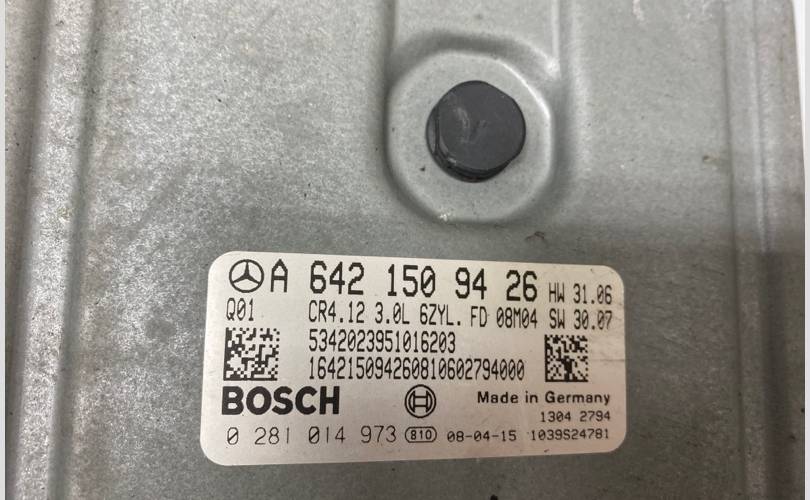 A 642 150 94 26 HW 31.06
Q01 CR4.12 3.0L 6ZYL. FD 08M04 SW 30.07
5342023951016203
164215094260810602794000
BOSCH Made in Germany
1304 2794
0 281 014 973 810 08-04-15 1039S24781